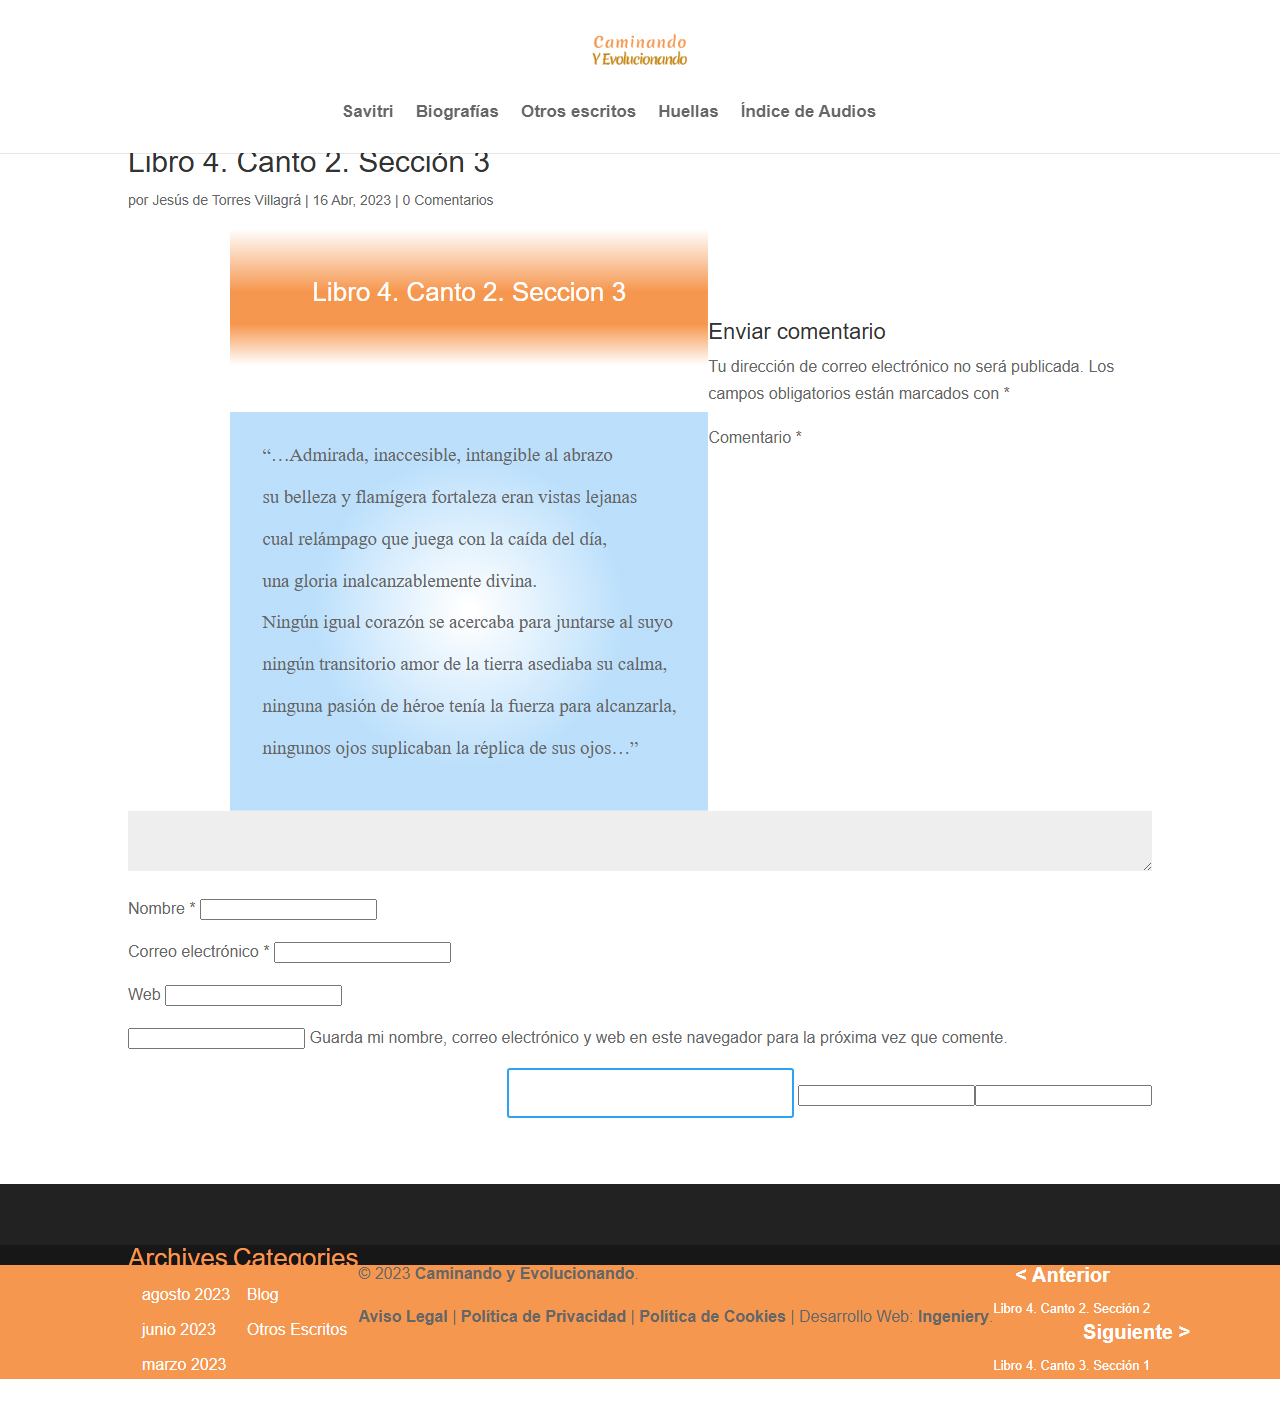 Caminando
Y Evolucionando
Savitri Biografías Otros escritos Huellas Índice de Audios
Libro 4. Canto 2. Sección 3
por Jesús de Torres Villagrá | 16 Abr, 2023 | 0 Comentarios
Libro 4. Canto 2. Seccion 3
“…Admirada, inaccesible, intangible al abrazo
su belleza y flamígera fortaleza eran vistas lejanas
cual relámpago que juega con la caída del día,
una gloria inalcanzablemente divina.
Ningún igual corazón se acercaba para juntarse al suyo
ningún transitorio amor de la tierra asediaba su calma,
ninguna pasión de héroe tenía la fuerza para alcanzarla,
ningunos ojos suplicaban la réplica de sus ojos…”
Enviar comentario
Tu dirección de correo electrónico no será publicada. Los
campos obligatorios están marcados con *
Comentario *
Nombre *
Correo electrónico *
Web
Guarda mi nombre, correo electrónico y web en este navegador para la próxima vez que comente.
Archives
agosto 2023
junio 2023
marzo 2023
Categories
Blog
Otros Escritos
© 2023 Caminando y Evolucionando.
Aviso Legal | Política de Privacidad | Política de Cookies | Desarrollo Web: Ingeniery.
< Anterior
Libro 4. Canto 2. Sección 2
Siguiente >
Libro 4. Canto 3. Sección 1